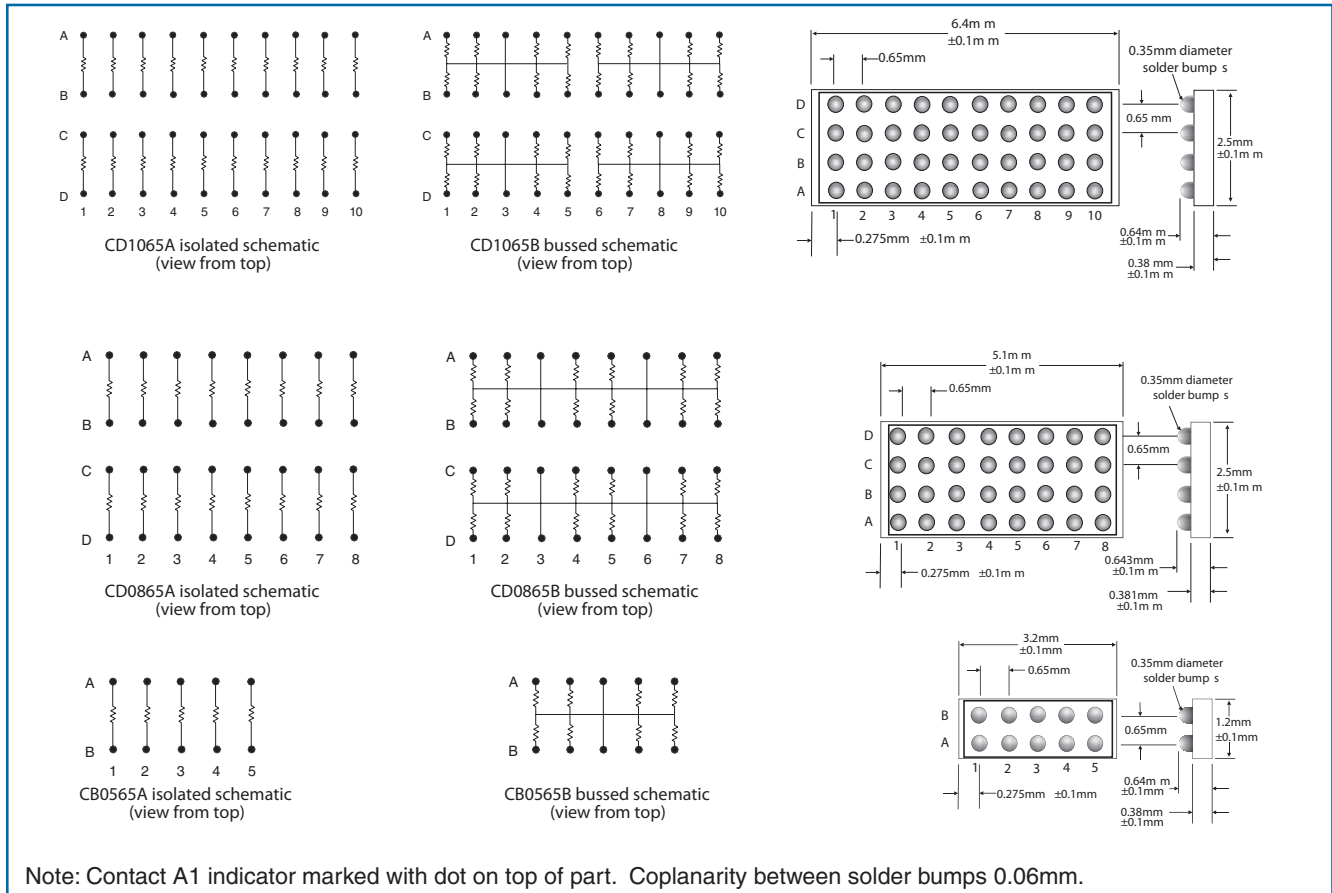 A
B
C
D
1 2 3 4 5 6 7 8 9 10
CD1065A isolated schematic
(view from top)
A
B
C
D
1 2 3 4 5 6 7 8 9 10
CD1065B bussed schematic
(view from top)
6.4m m
±0.1m m
0.65mm
0.35mm diameter
solder bump s
D
C
B
A
0.65 mm
2.5mm
±0.1m m
1 2 3 4 5 6 7 8 9 10
0.275mm ±0.1m m
0.64m m
±0.1m m
0.38 mm
±0.1m m
A
B
C
D
1 2 3 4 5 6 7 8
CD0865A isolated schematic
(view from top)
A
B
C
D
1 2 3 4 5 6 7 8
CD0865B bussed schematic
(view from top)
5.1m m
±0.1m m
0.65mm
0.35mm diameter
solder bump s
D
C
B
A
0.65mm
2.5mm
±0.1m m
1 2 3 4 5 6 7 8
0.275mm ±0.1m m
0.643mm
±0.1m m
0.381mm
±0.1m m
A
B
1 2 3 4 5
CB0565A isolated schematic
(view from top)
A
B
CB0565B bussed schematic
(view from top)
3.2mm
±0.1mm
0.65mm
0.35mm diameter
solder bump s
B
A
0.65mm
1.2mm
±0.1mm
1 2 3 4 5
0.275mm ±0.1mm
0.64m m
±0.1mm
0.38mm
±0.1mm
Note: Contact A1 indicator marked with dot on top of part. Coplanarity between solder bumps 0.06mm.